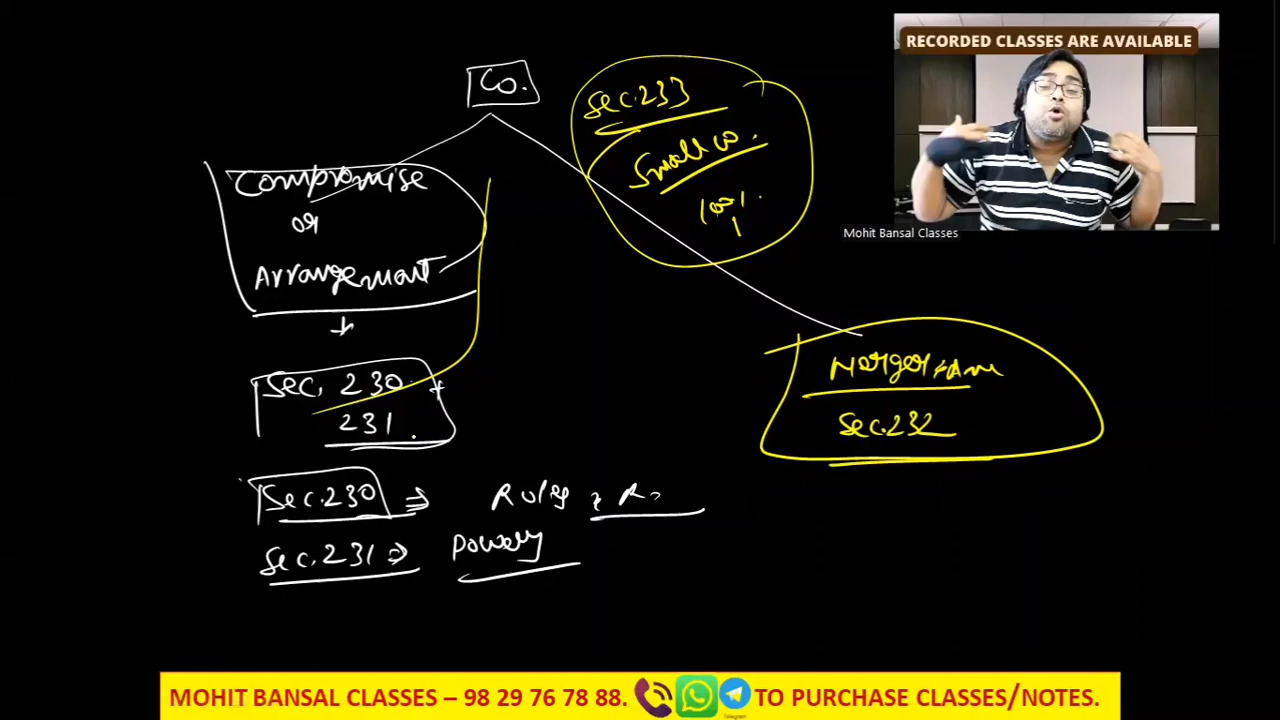 RECORDED CLASSES ARE AVAILABLE
Mohit Bansal Classes
Co.
Sec.233
Small co.
100%
Compromise
or
Arrangement
Sec. 230 +
231.
Merger
Sec.232
Sec.230 ⇒ Rules
Sec.231 ⇒ Powers
MOHIT BANSAL CLASSES – 98 29 76 78 88. TO PURCHASE CLASSES/NOTES.
Telegram